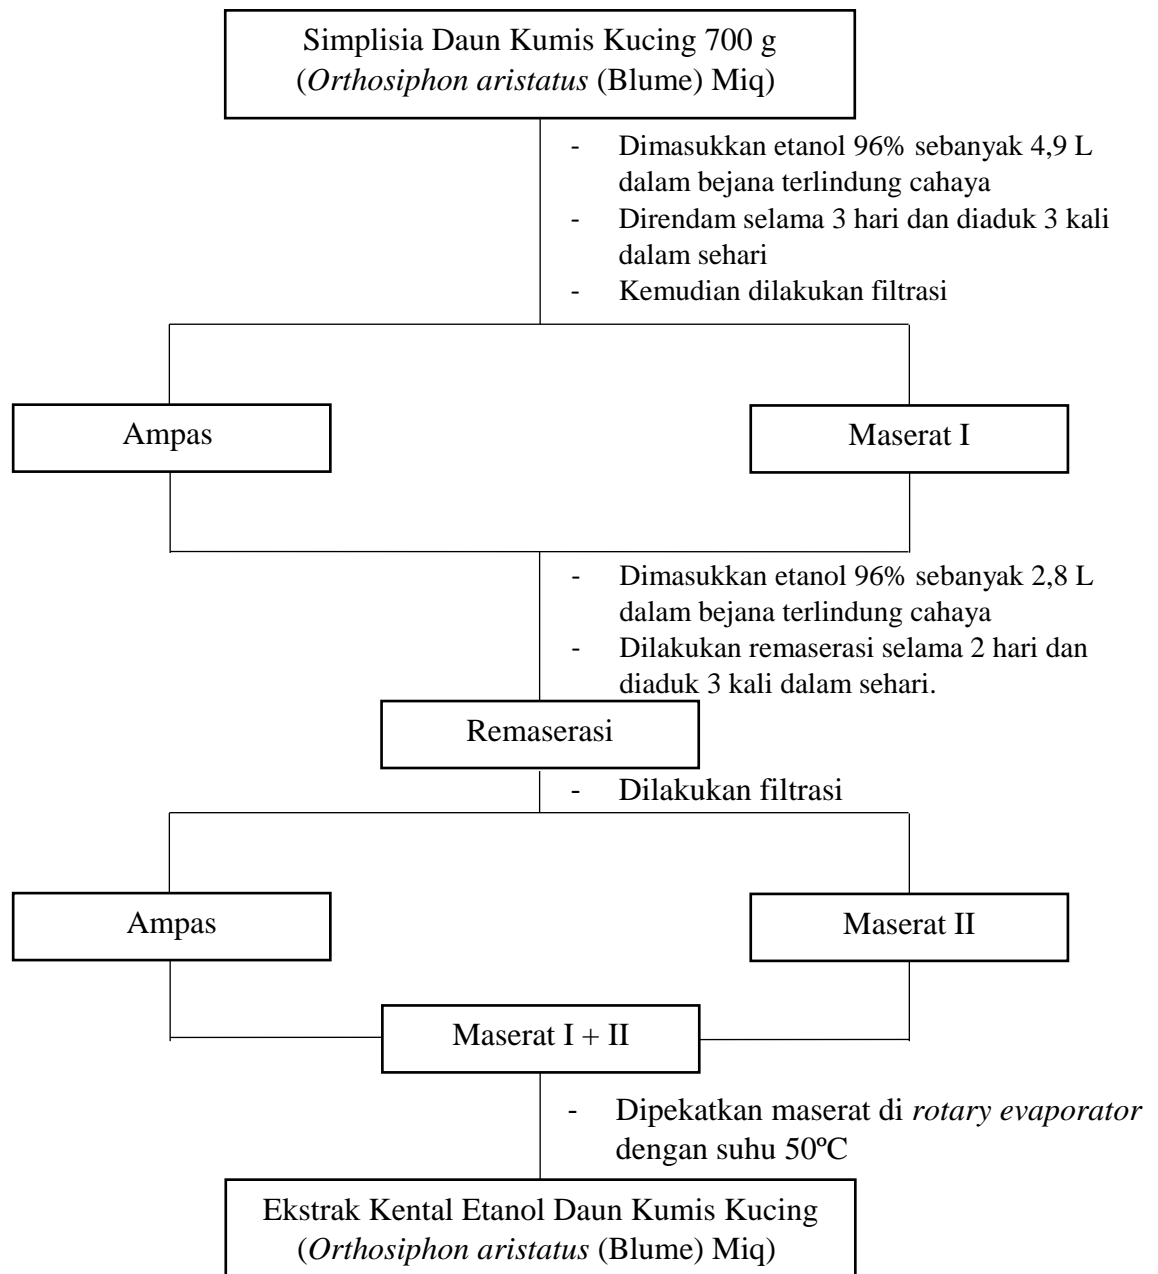 Simplisia Daun Kumis Kucing 700 g
(Orthosiphon aristatus (Blume) Miq)
- Dimasukkan etanol 96% sebanyak 4,9 L
dalam bejana terlindung cahaya
- Direndam selama 3 hari dan diaduk 3 kali
dalam sehari
- Kemudian dilakukan filtrasi
Ampas
Maserat I
- Dimasukkan etanol 96% sebanyak 2,8 L
dalam bejana terlindung cahaya
- Dilakukan remaserasi selama 2 hari dan
diaduk 3 kali dalam sehari.
Remaserasi
- Dilakukan filtrasi
Ampas
Maserat II
Maserat I + II
- Dipekatkan maserat di rotary evaporator
dengan suhu 50ºC
Ekstrak Kental Etanol Daun Kumis Kucing
(Orthosiphon aristatus (Blume) Miq)